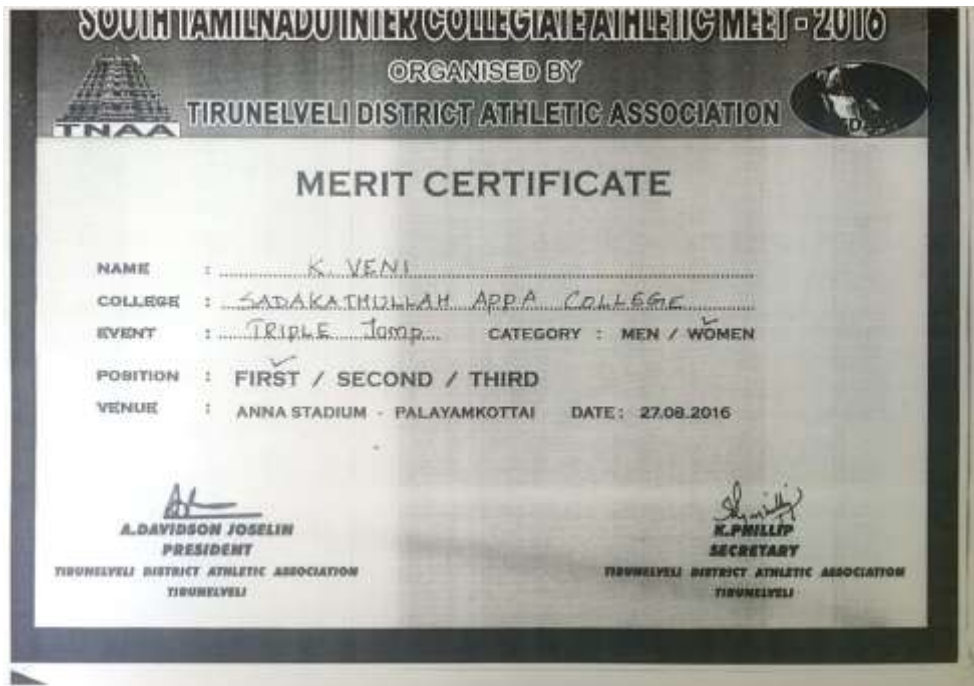 SOUTH TAMILNADU INTER COLLEGIATE ATHLETIC MEET - 2016
ORGANISED BY
TIRUNELVELI DISTRICT ATHLETIC ASSOCIATION
TNAA
MERIT CERTIFICATE
NAME : K. VENI
COLLEGE : SADAKATHULLAH APPA COLLEGE
EVENT : TRIPLE Jump CATEGORY : MEN / WOMEN
POSITION : FIRST / SECOND / THIRD
VENUE : ANNA STADIUM - PALAYAMKOTTAI DATE : 27.08.2016
A.DAVIDSON JOSELIN
PRESIDENT
TIRUNELVELI DISTRICT ATHLETIC ASSOCIATION
TIRUNELVELI
K.PHILLIP
SECRETARY
TIRUNELVELI DISTRICT ATHLETIC ASSOCIATION
TIRUNELVELI